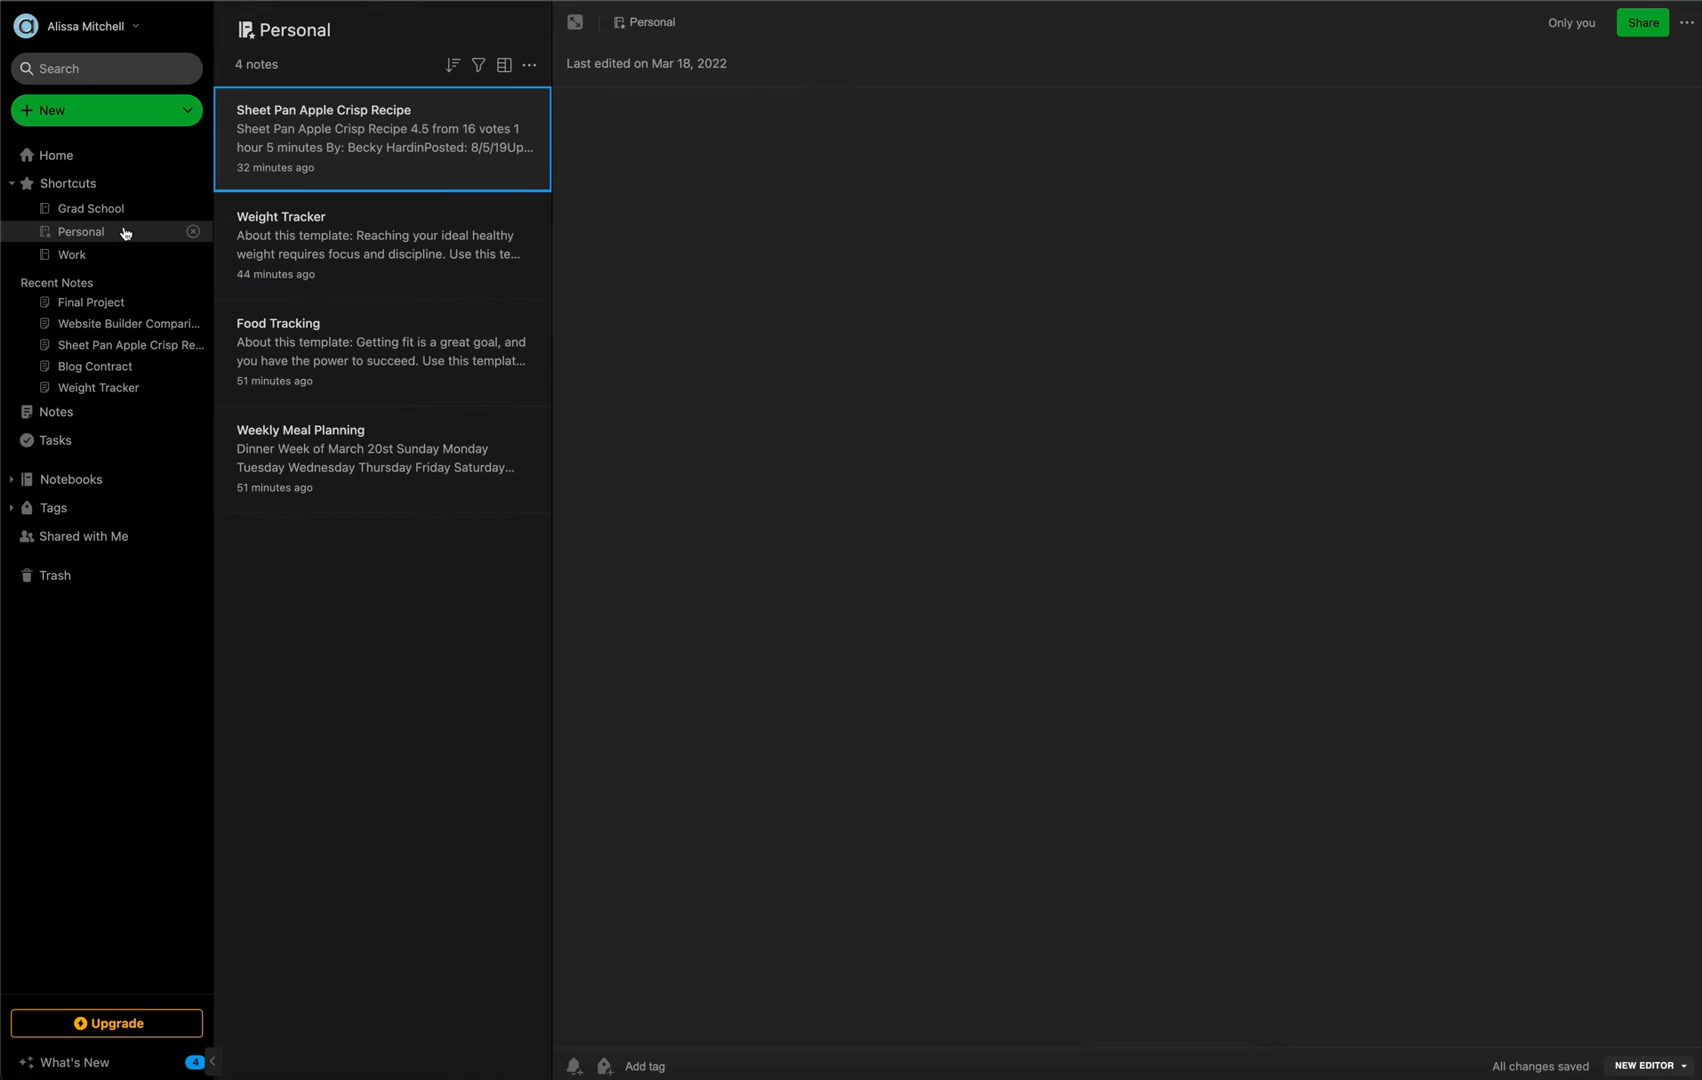 Alissa Mitchell
Search
New
Home
Shortcuts
Grad School
Personal
Work
Recent Notes
Final Project
Website Builder Compari...
Sheet Pan Apple Crisp Re...
Blog Contract
Weight Tracker
Notes
Tasks
Notebooks
Tags
Shared with Me
Trash
Upgrade
What's New
4
Personal
4 notes
Sheet Pan Apple Crisp Recipe
Sheet Pan Apple Crisp Recipe 4.5 from 16 votes 1
hour 5 minutes By: Becky HardinPosted: 8/5/19Up...
32 minutes ago
Weight Tracker
About this template: Reaching your ideal healthy
weight requires focus and discipline. Use this te...
44 minutes ago
Food Tracking
About this template: Getting fit is a great goal, and
you have the power to succeed. Use this templat...
51 minutes ago
Weekly Meal Planning
Dinner Week of March 20st Sunday Monday
Tuesday Wednesday Thursday Friday Saturday...
51 minutes ago
Personal
Only you
Share
Last edited on Mar 18, 2022
Add tag
All changes saved
NEW EDITOR